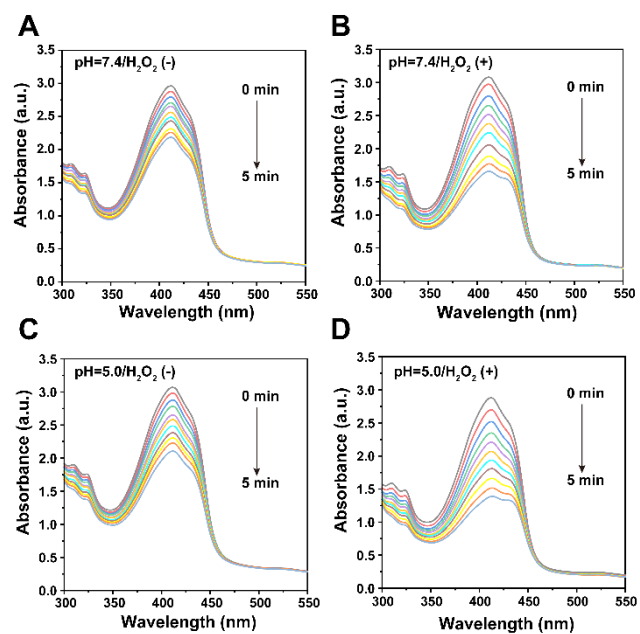 A
pH=7.4/H₂O₂ (-)
0 min
5 min
3.5
3.0
2.5
2.0
1.5
1.0
0.5
0.0
300 350 400 450 500 550
Absorbance (a.u.)
Wavelength (nm)
B
pH=7.4/H₂O₂ (+)
0 min
5 min
3.5
3.0
2.5
2.0
1.5
1.0
0.5
0.0
300 350 400 450 500 550
Absorbance (a.u.)
Wavelength (nm)
C
pH=5.0/H₂O₂ (-)
0 min
5 min
3.5
3.0
2.5
2.0
1.5
1.0
0.5
0.0
300 350 400 450 500 550
Absorbance (a.u.)
Wavelength (nm)
D
pH=5.0/H₂O₂ (+)
0 min
5 min
3.5
3.0
2.5
2.0
1.5
1.0
0.5
0.0
300 350 400 450 500 550
Absorbance (a.u.)
Wavelength (nm)